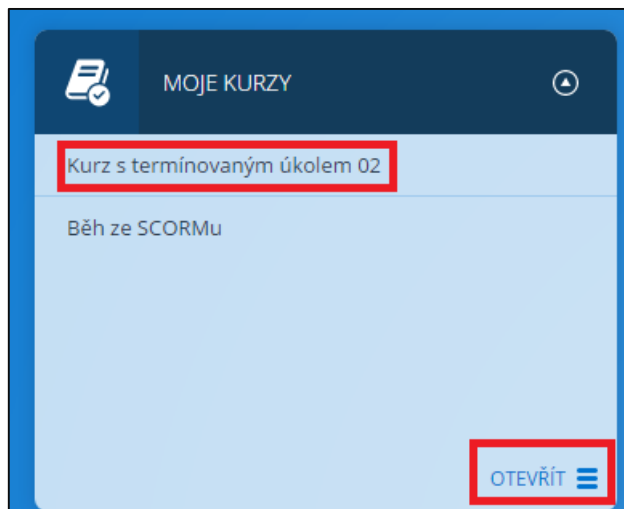 MOJE KURZY
Kurz s termínovaným úkolem 02
Běh ze SCORMu
OTEVŘÍT